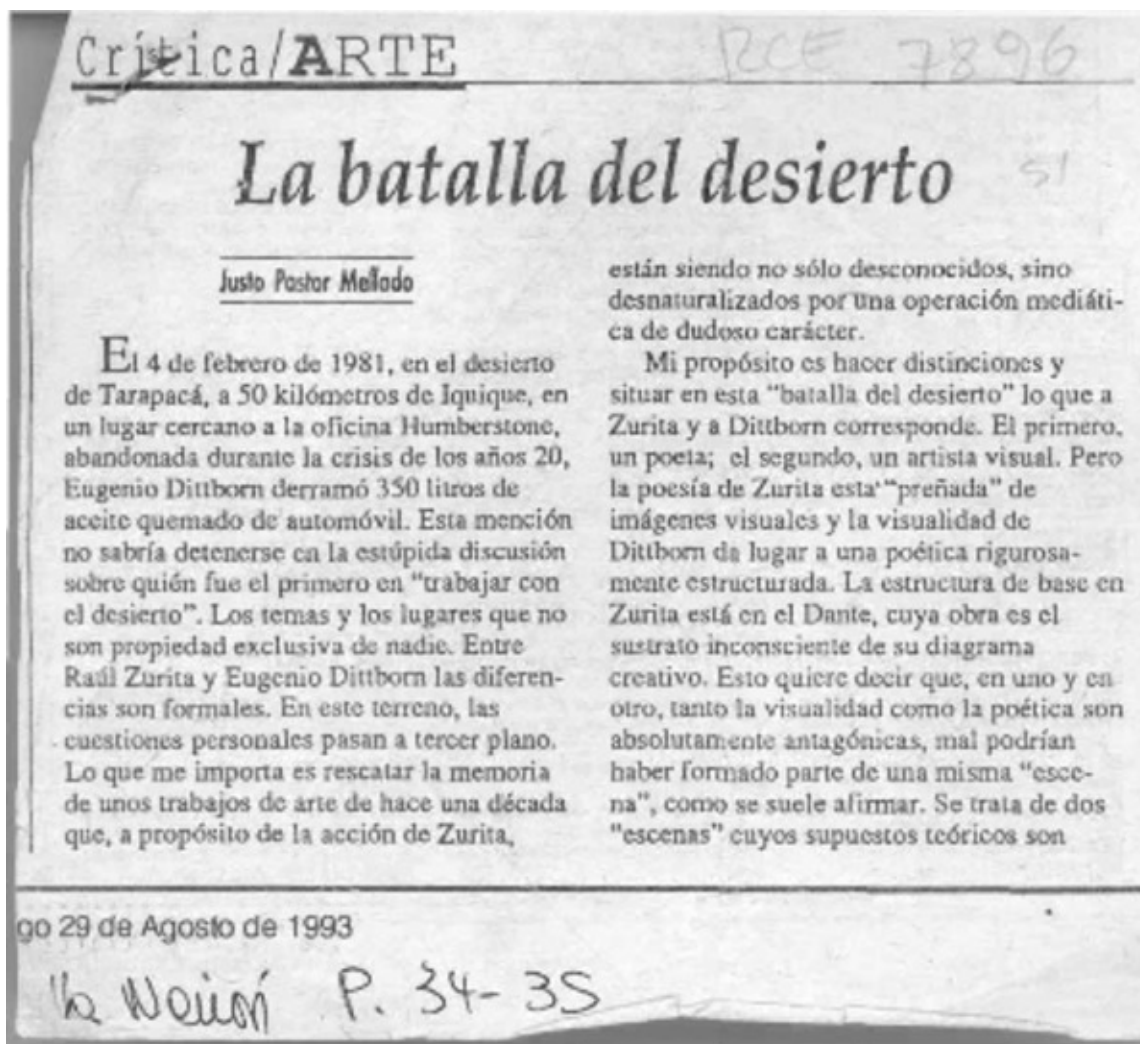 Crítica/ARTE
RCE 7896
La batalla del desierto
51
Justo Pastor Mellado
El 4 de febrero de 1981, en el desierto
de Tarapacá, a 50 kilómetros de Iquique, en
un lugar cercano a la oficina Humberstone,
abandonada durante la crisis de los años 20,
Eugenio Dittborn derramó 350 litros de
aceite quemado de automóvil. Esta mención
no sabría detenerse en la estúpida discusión
sobre quién fue el primero en "trabajar con
el desierto". Los temas y los lugares que no
son propiedad exclusiva de nadie. Entre
Raúl Zurita y Eugenio Dittborn las diferen-
cias son formales. En este terreno, las
cuestiones personales pasan a tercer plano.
Lo que me importa es rescatar la memoria
de unos trabajos de arte de hace una década
que, a propósito de la acción de Zurita,
están siendo no sólo desconocidos, sino
desnaturalizados por una operación mediáti-
ca de dudoso carácter.
Mi propósito es hacer distinciones y
situar en esta "batalla del desierto" lo que a
Zurita y a Dittborn corresponde. El primero,
un poeta; el segundo, un artista visual. Pero
la poesía de Zurita esta "preñada" de
imágenes visuales y la visualidad de
Dittborn da lugar a una poética rigurosa-
mente estructurada. La estructura de base en
Zurita está en el Dante, cuya obra es el
sustrato inconsciente de su diagrama
creativo. Esto quiere decir que, en uno y en
otro, tanto la visualidad como la poética son
absolutamente antagónicas, mal podrían
haber formado parte de una misma "esce-
na", como se suele afirmar. Se trata de dos
"escenas" cuyos supuestos teóricos son
go 29 de Agosto de 1993
P. 34-35